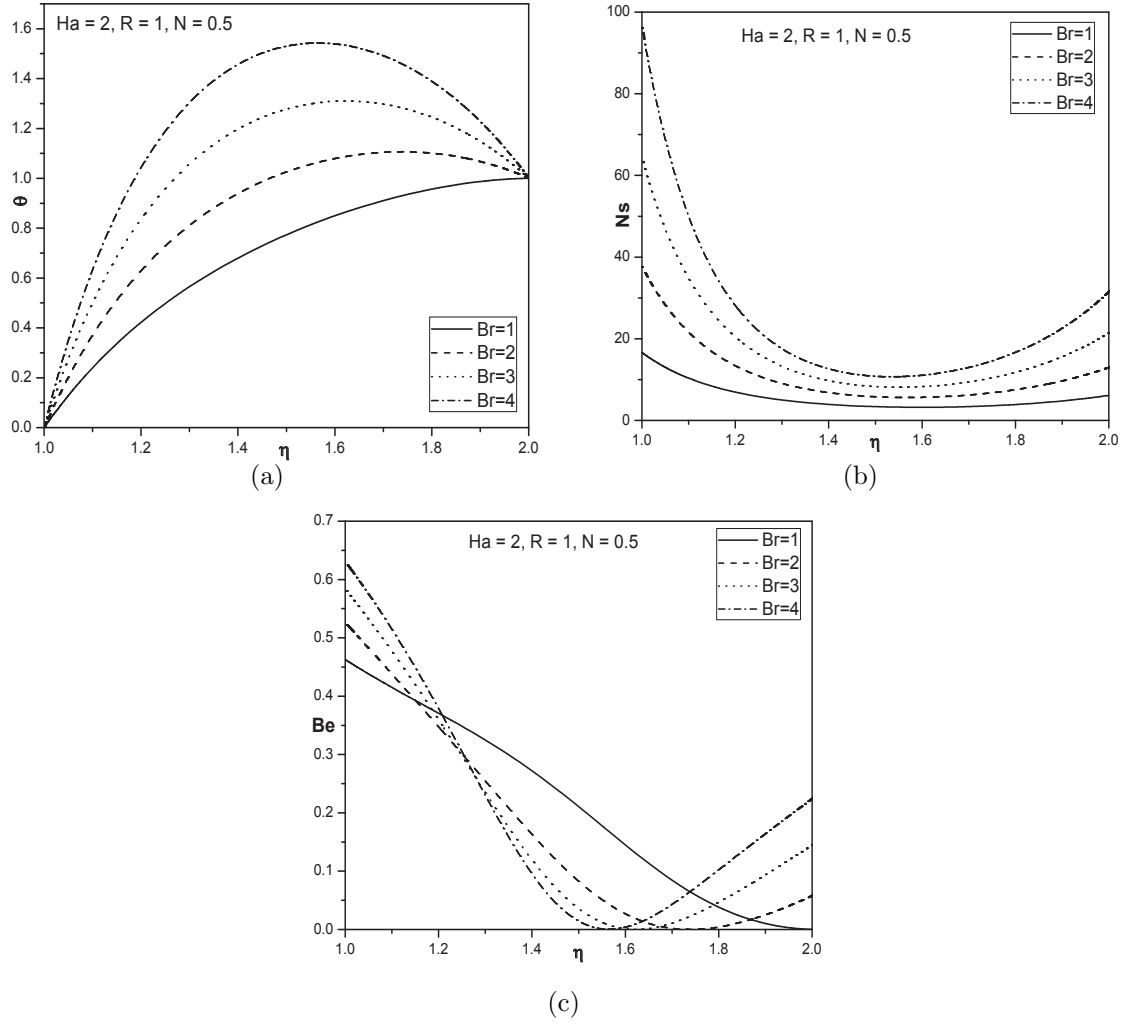 Ha = 2, R = 1, N = 0.5
1.6
1.4
1.2
1.0
0.8
0.6
0.4
0.2
0.0
θ
Br=1
Br=2
Br=3
Br=4
1.0 1.2 1.4 1.6 1.8 2.0
η
(a)
Ha = 2, R = 1, N = 0.5
100
80
60
40
20
0
Ns
Br=1
Br=2
Br=3
Br=4
1.0 1.2 1.4 1.6 1.8 2.0
η
(b)
Ha = 2, R = 1, N = 0.5
0.7
0.6
0.5
0.4
0.3
0.2
0.1
0.0
Be
Br=1
Br=2
Br=3
Br=4
1.0 1.2 1.4 1.6 1.8 2.0
η
(c)